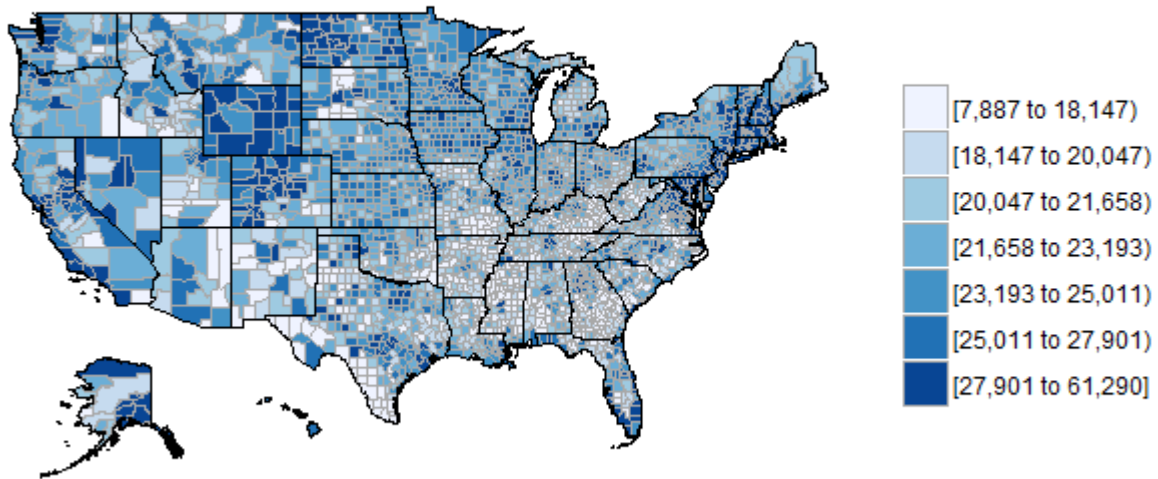 [7,887 to 18,147)
[18,147 to 20,047)
[20,047 to 21,658)
[21,658 to 23,193)
[23,193 to 25,011)
[25,011 to 27,901)
[27,901 to 61,290]